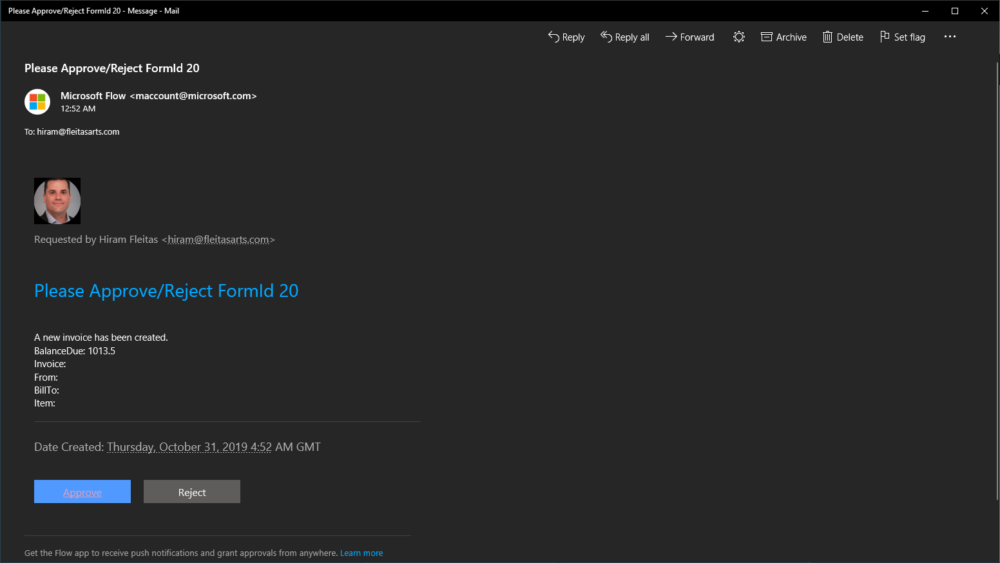 Please Approve/Reject FormId 20 - Message - Mail
Reply
Reply all
Forward
Archive
Delete
Set flag
Please Approve/Reject FormId 20
Microsoft Flow <maccount@microsoft.com>
12:52 AM
To: hiram@fleitasarts.com
Requested by Hiram Fleitas <hiram@fleitasarts.com>
Please Approve/Reject FormId 20
A new invoice has been created.
BalanceDue: 1013.5
Invoice:
From:
BillTo:
Item:
Date Created: Thursday, October 31, 2019 4:52 AM GMT
Approve
Reject
Get the Flow app to receive push notifications and grant approvals from anywhere. Learn more